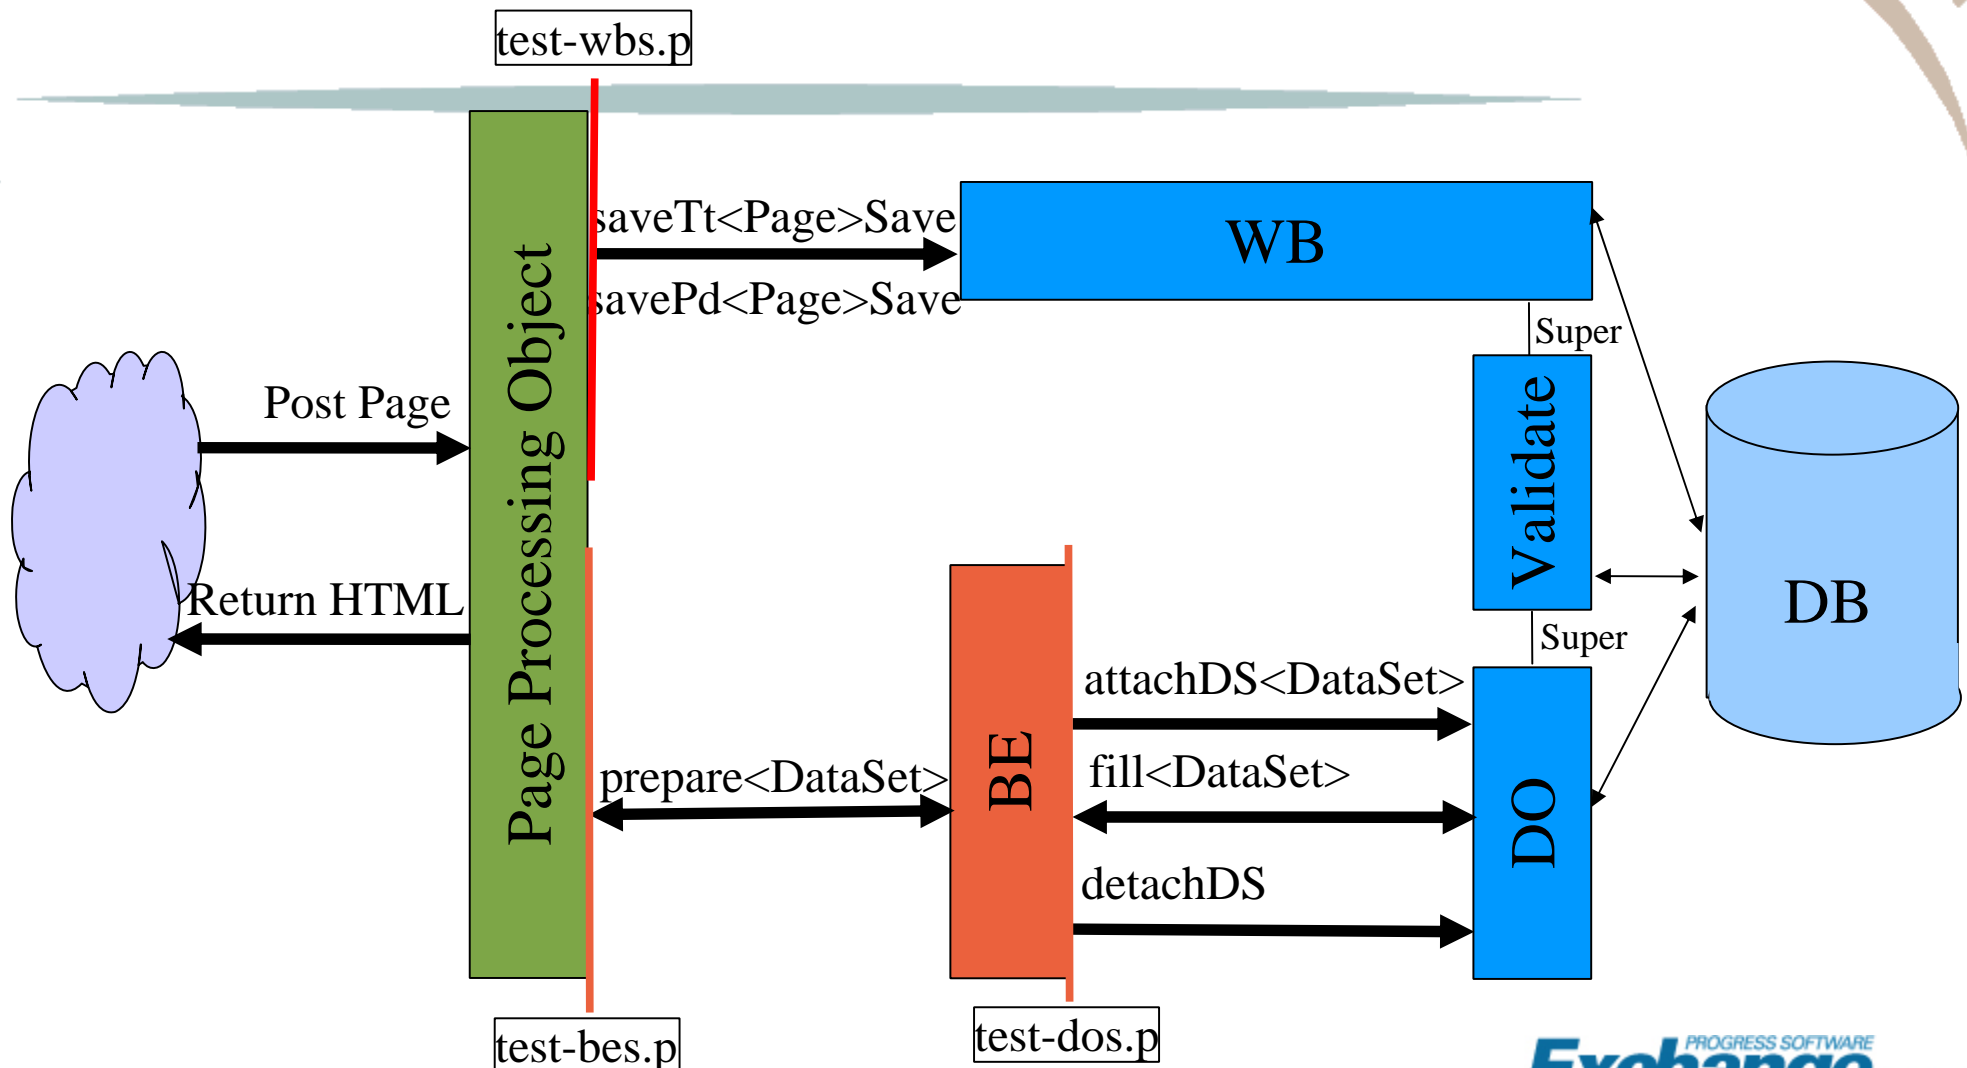 test-wbs.p
saveTt<Page>Save
WB
savePd<Page>Save
Super
Page Processing Object
Validate
Post Page
DB
Return HTML
Super
attachDS<DataSet>
BE
DO
prepare<DataSet>
fill<DataSet>
detachDS
test-bes.p
test-dos.p
PROGRESS SOFTWARE
Exchange